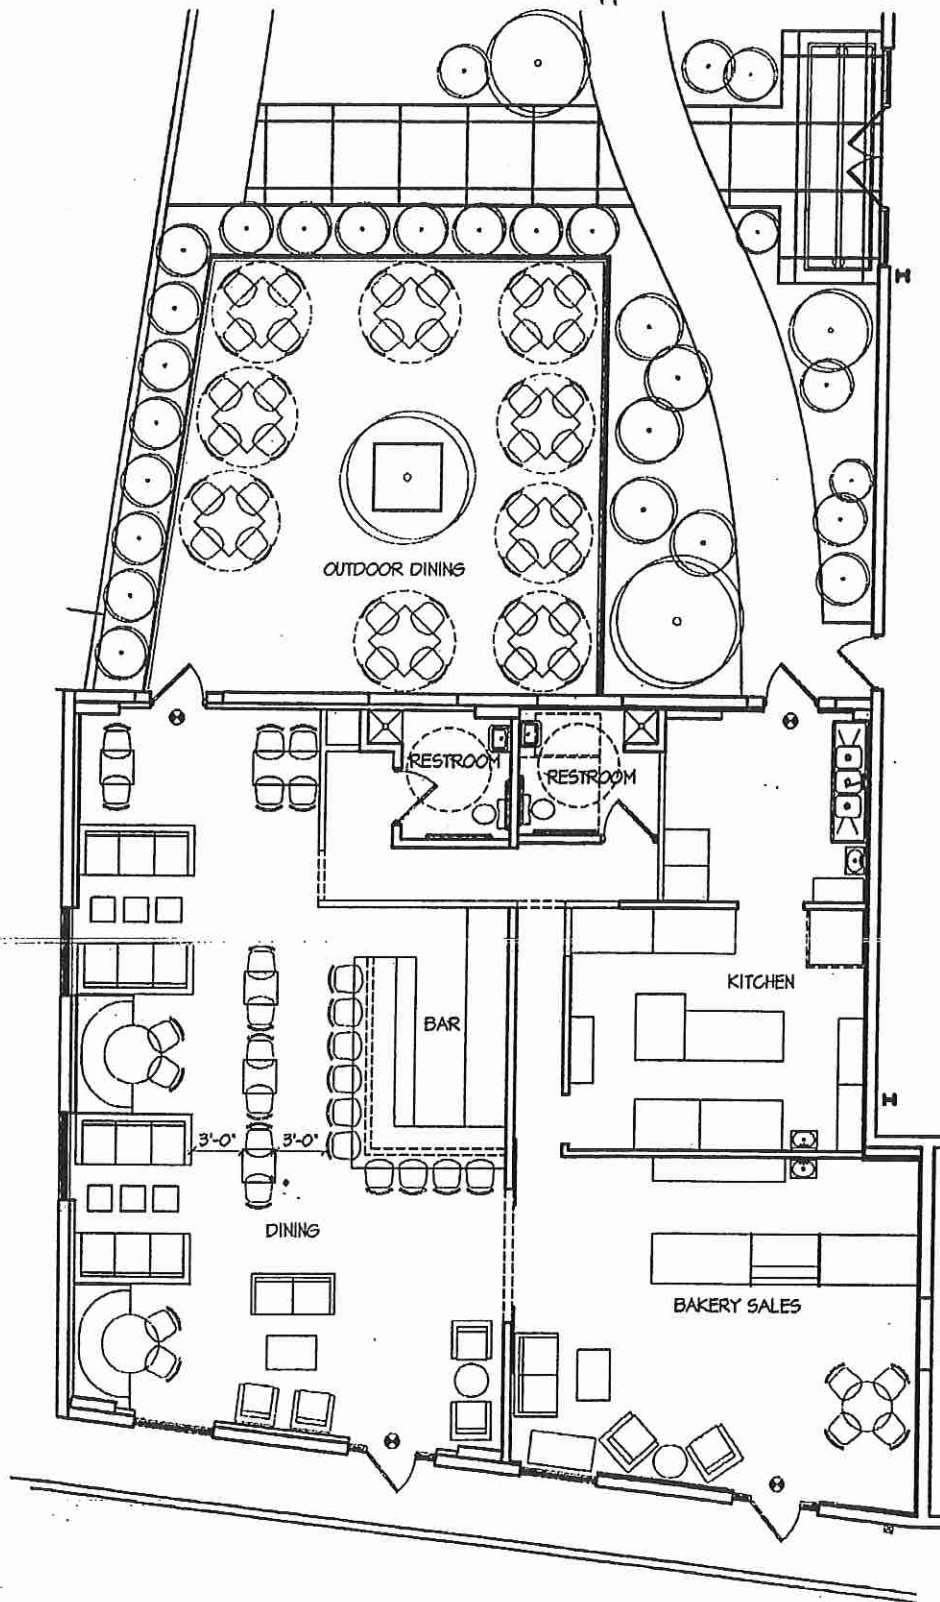 OUTDOOR DINING
RESTROOM
RESTROOM
KITCHEN
BAR
3'-0"
3'-0"
DINING
BAKERY SALES